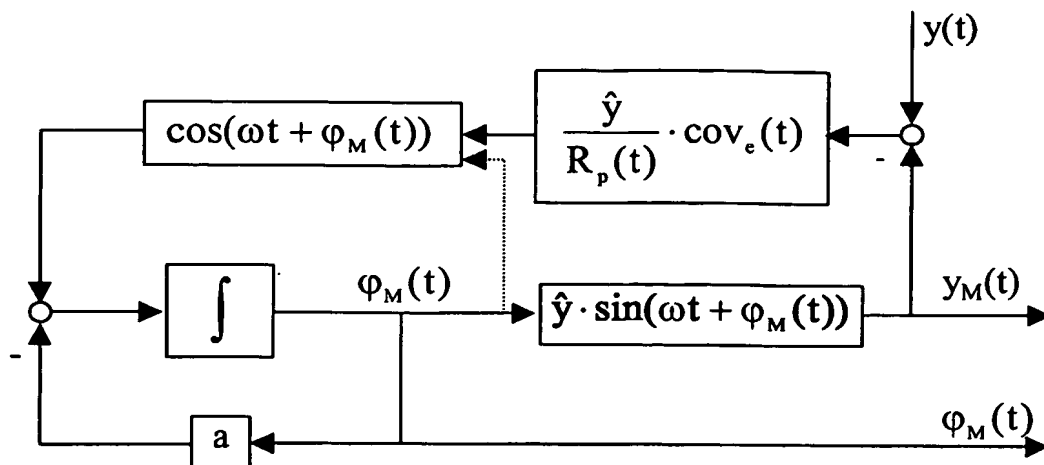 y(t)
cos(ωt + φ_M(t))
ŷ / R_p(t) · cov_e(t)
-
∫
φ_M(t)
ŷ · sin(ωt + φ_M(t))
y_M(t)
-
a
φ_M(t)